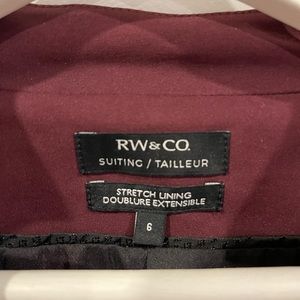 RW&CO.
SUITING / TAILLEUR
STRETCH LINING
DOUBLURE EXTENSIBLE
6